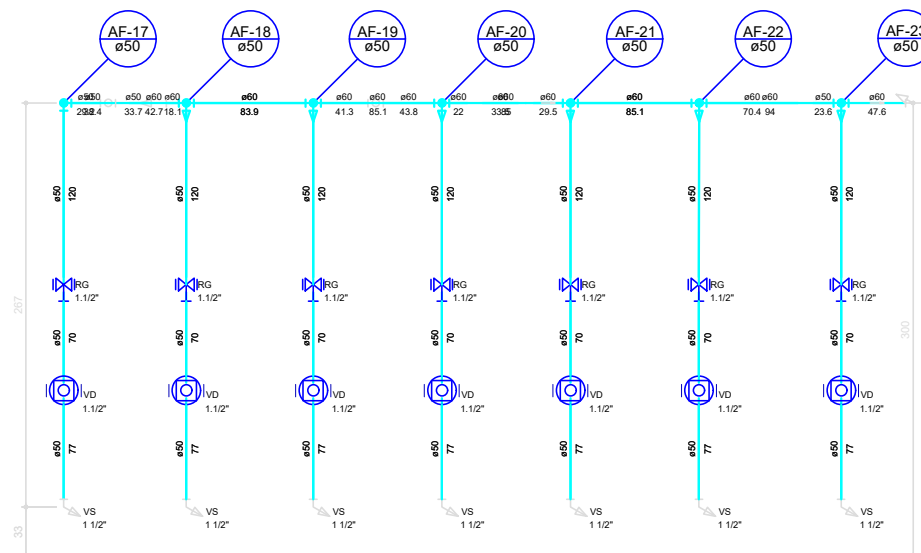 AF-17
ø50
AF-18
ø50
AF-19
ø50
AF-20
ø50
AF-21
ø50
AF-22
ø50
AF-23
ø50
ø50 ø60 ø60 ø60 ø60 ø60 ø60 ø60 ø60 ø60 ø60 ø60 ø50 ø60
33.7 42.7 18.1 83.9 41.3 85.1 43.8 22 29.5 85.1 70.4 94 23.6 47.6
ø50 120 ø50 120 ø50 120 ø50 120 ø50 120 ø50 120 ø50 120
RG RG RG RG RG RG RG
1.1/2" 1.1/2" 1.1/2" 1.1/2" 1.1/2" 1.1/2" 1.1/2"
267
300
ø50 70 ø50 70 ø50 70 ø50 70 ø50 70 ø50 70 ø50 70
VD VD VD VD VD VD VD
1.1/2" 1.1/2" 1.1/2" 1.1/2" 1.1/2" 1.1/2" 1.1/2"
ø50 77 ø50 77 ø50 77 ø50 77 ø50 77 ø50 77 ø50 77
VS VS VS VS VS VS VS
1 1/2" 1 1/2" 1 1/2" 1 1/2" 1 1/2" 1 1/2" 1 1/2"
33